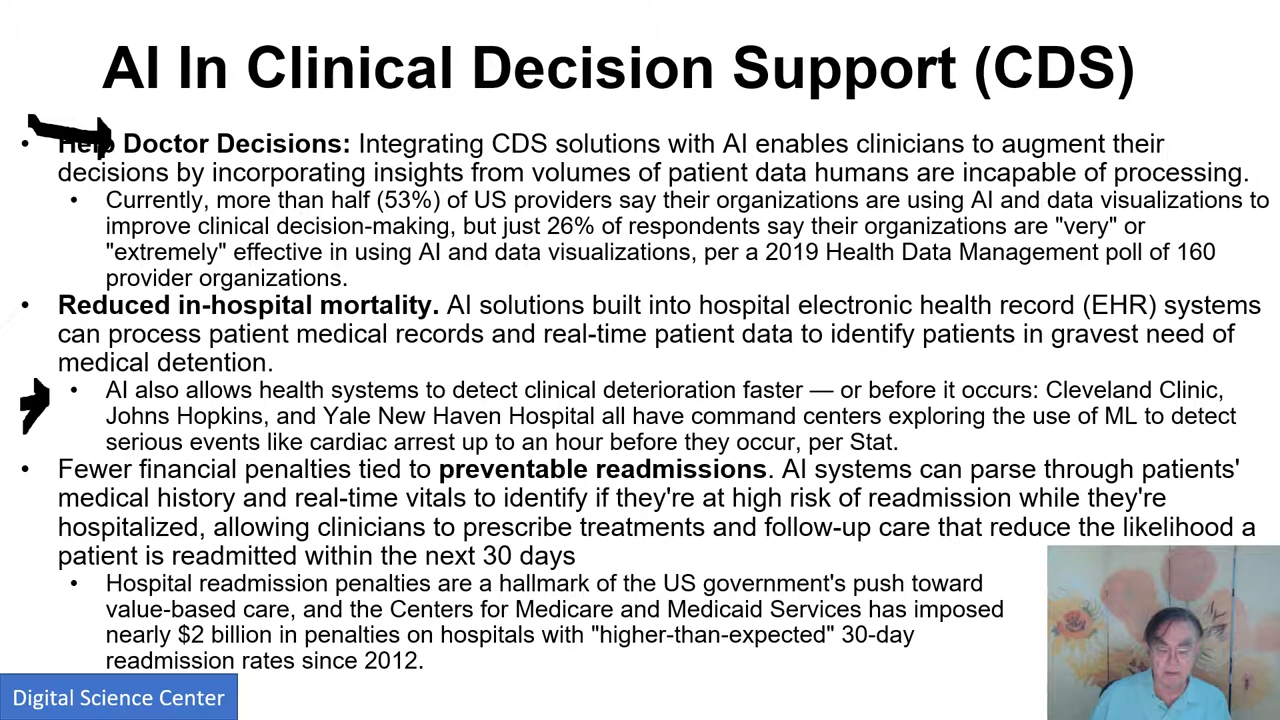 AI In Clinical Decision Support (CDS)
• Help Doctor Decisions: Integrating CDS solutions with AI enables clinicians to augment their
decisions by incorporating insights from volumes of patient data humans are incapable of processing.
• Currently, more than half (53%) of US providers say their organizations are using AI and data visualizations to
improve clinical decision-making, but just 26% of respondents say their organizations are "very" or
"extremely" effective in using AI and data visualizations, per a 2019 Health Data Management poll of 160
provider organizations.
• Reduced in-hospital mortality. AI solutions built into hospital electronic health record (EHR) systems
can process patient medical records and real-time patient data to identify patients in gravest need of
medical detention.
• AI also allows health systems to detect clinical deterioration faster — or before it occurs: Cleveland Clinic,
Johns Hopkins, and Yale New Haven Hospital all have command centers exploring the use of ML to detect
serious events like cardiac arrest up to an hour before they occur, per Stat.
• Fewer financial penalties tied to preventable readmissions. AI systems can parse through patients'
medical history and real-time vitals to identify if they're at high risk of readmission while they're
hospitalized, allowing clinicians to prescribe treatments and follow-up care that reduce the likelihood a
patient is readmitted within the next 30 days
• Hospital readmission penalties are a hallmark of the US government's push toward
value-based care, and the Centers for Medicare and Medicaid Services has imposed
nearly $2 billion in penalties on hospitals with "higher-than-expected" 30-day
readmission rates since 2012.
Digital Science Center